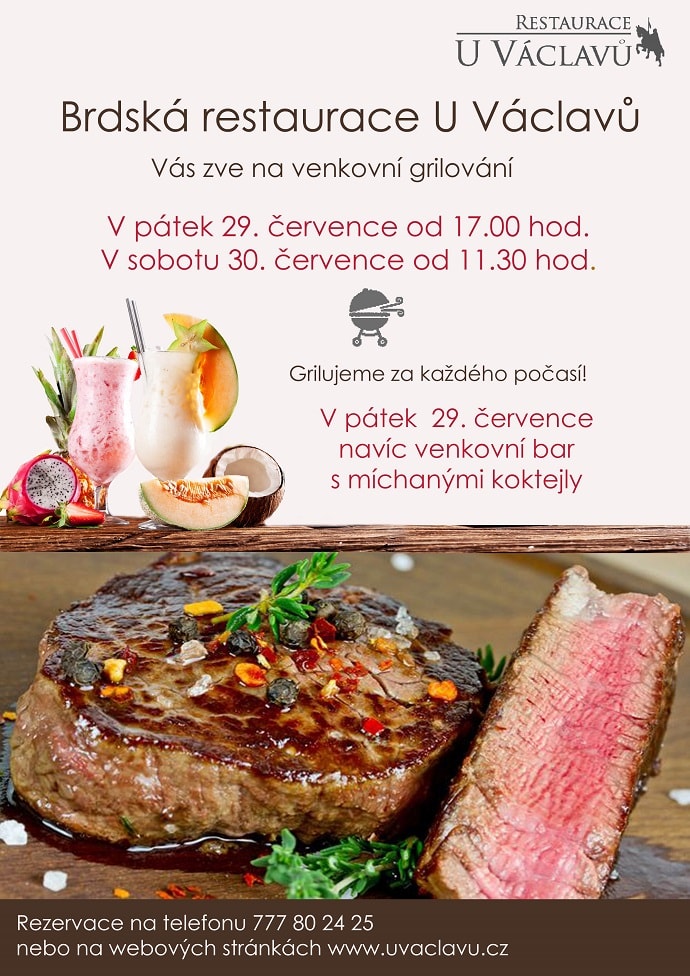 RESTAURACE
U VÁCLAVŮ
Brdská restaurace U Václavů
Vás zve na venkovní grilování
V pátek 29. července od 17.00 hod.
V sobotu 30. července od 11.30 hod.
Grilujeme za každého počasí!
V pátek 29. července
navíc venkovní bar
s míchanými koktejly
Rezervace na telefonu 777 80 24 25
nebo na webových stránkách www.uvaclavu.cz